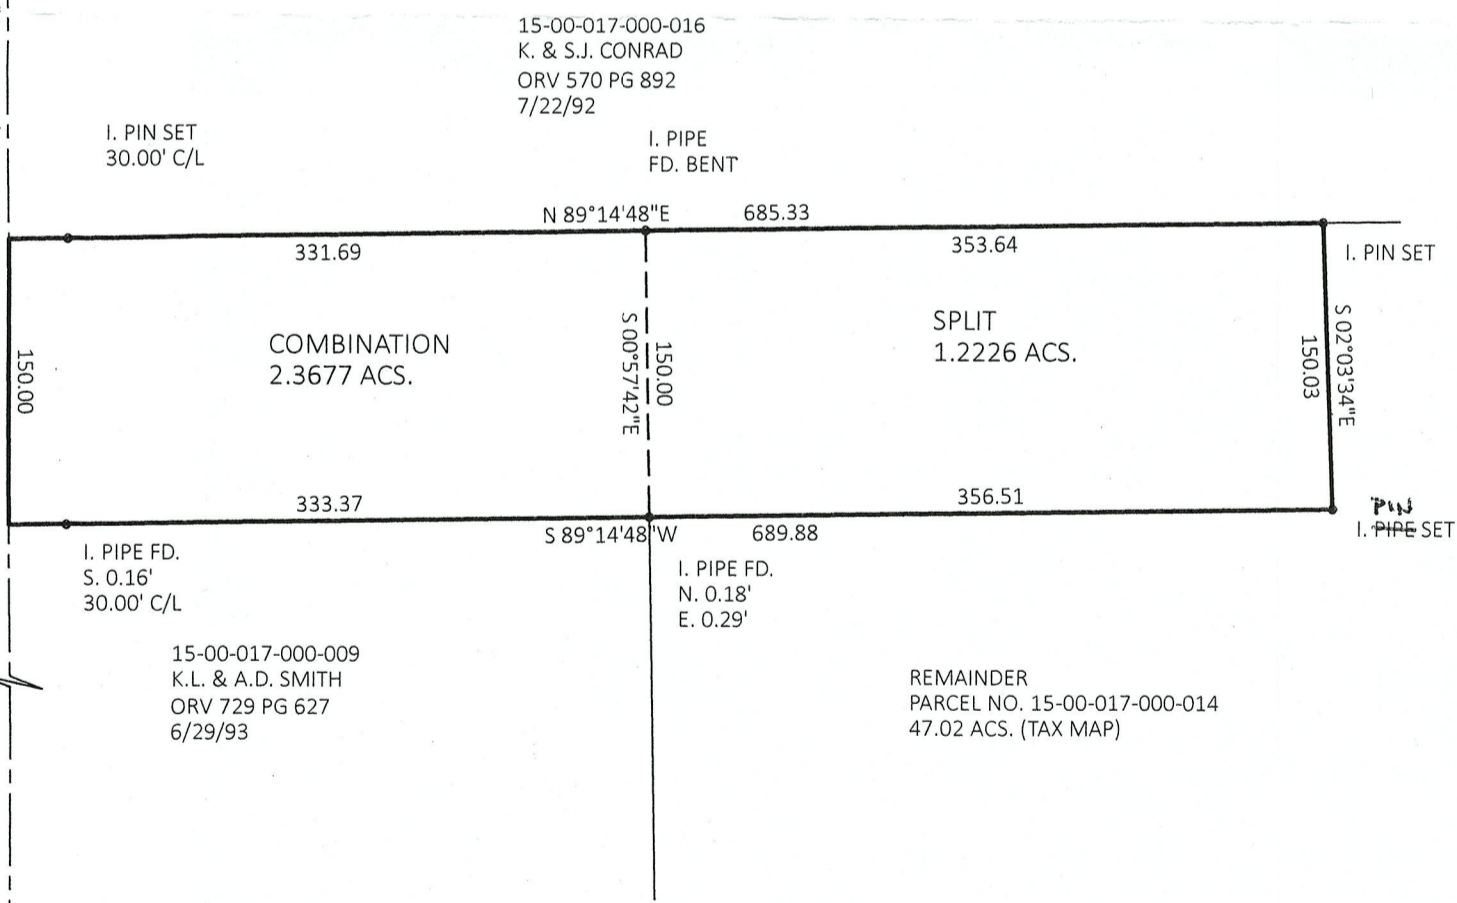 15-00-017-000-016
K. & S.J. CONRAD
ORV 570 PG 892
7/22/92
I. PIN SET
30.00' C/L
I. PIPE
FD. BENT
N 89°14'48"E 685.33
331.69
353.64
I. PIN SET
COMBINATION
2.3677 ACS.
SPLIT
1.2226 ACS.
150.00
S 00°57'42"E
150.00
150.03
S 02°03'34"E
333.37
356.51
S 89°14'48"W 689.88
PIN
I. PIPE SET
I. PIPE FD.
S. 0.16'
30.00' C/L
I. PIPE FD.
N. 0.18'
E. 0.29'
15-00-017-000-009
K.L. & A.D. SMITH
ORV 729 PG 627
6/29/93
REMAINDER
PARCEL NO. 15-00-017-000-014
47.02 ACS. (TAX MAP)